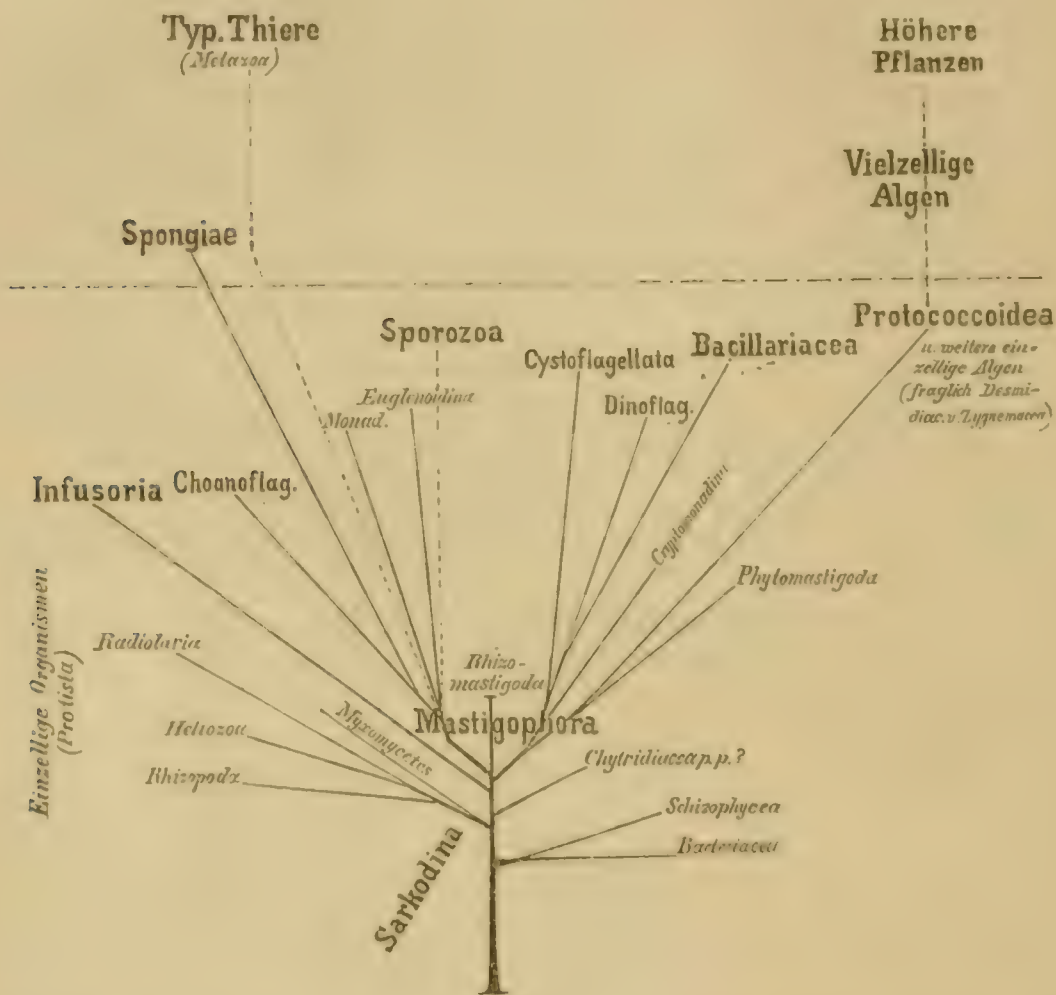 Typ. Thiere
(Metazoa)
Höhere
Pflanzen
Vielzellige
Algen
Spongiae
Protococcoidea
u. weitere ein-
zellige Algen
(fraglich Desmi-
diac. u. Zygnemacea)
Sporozoa
Cystoflagellata
Bacillariacea
Euglenoidina
Monad.
Dinoflag.
Infusoria
Choanoflag.
Cryptomonadina
Phytomastigoda
Einzellige Organismen
(Protista)
Radiolaria
Rhizo-
mastigoda
Mastigophora
Myxomycetes
Heliozoa
Rhizopoda
Chytridiacea p. p. ?
Schizophycea
Bacteriacea
Sarkodina